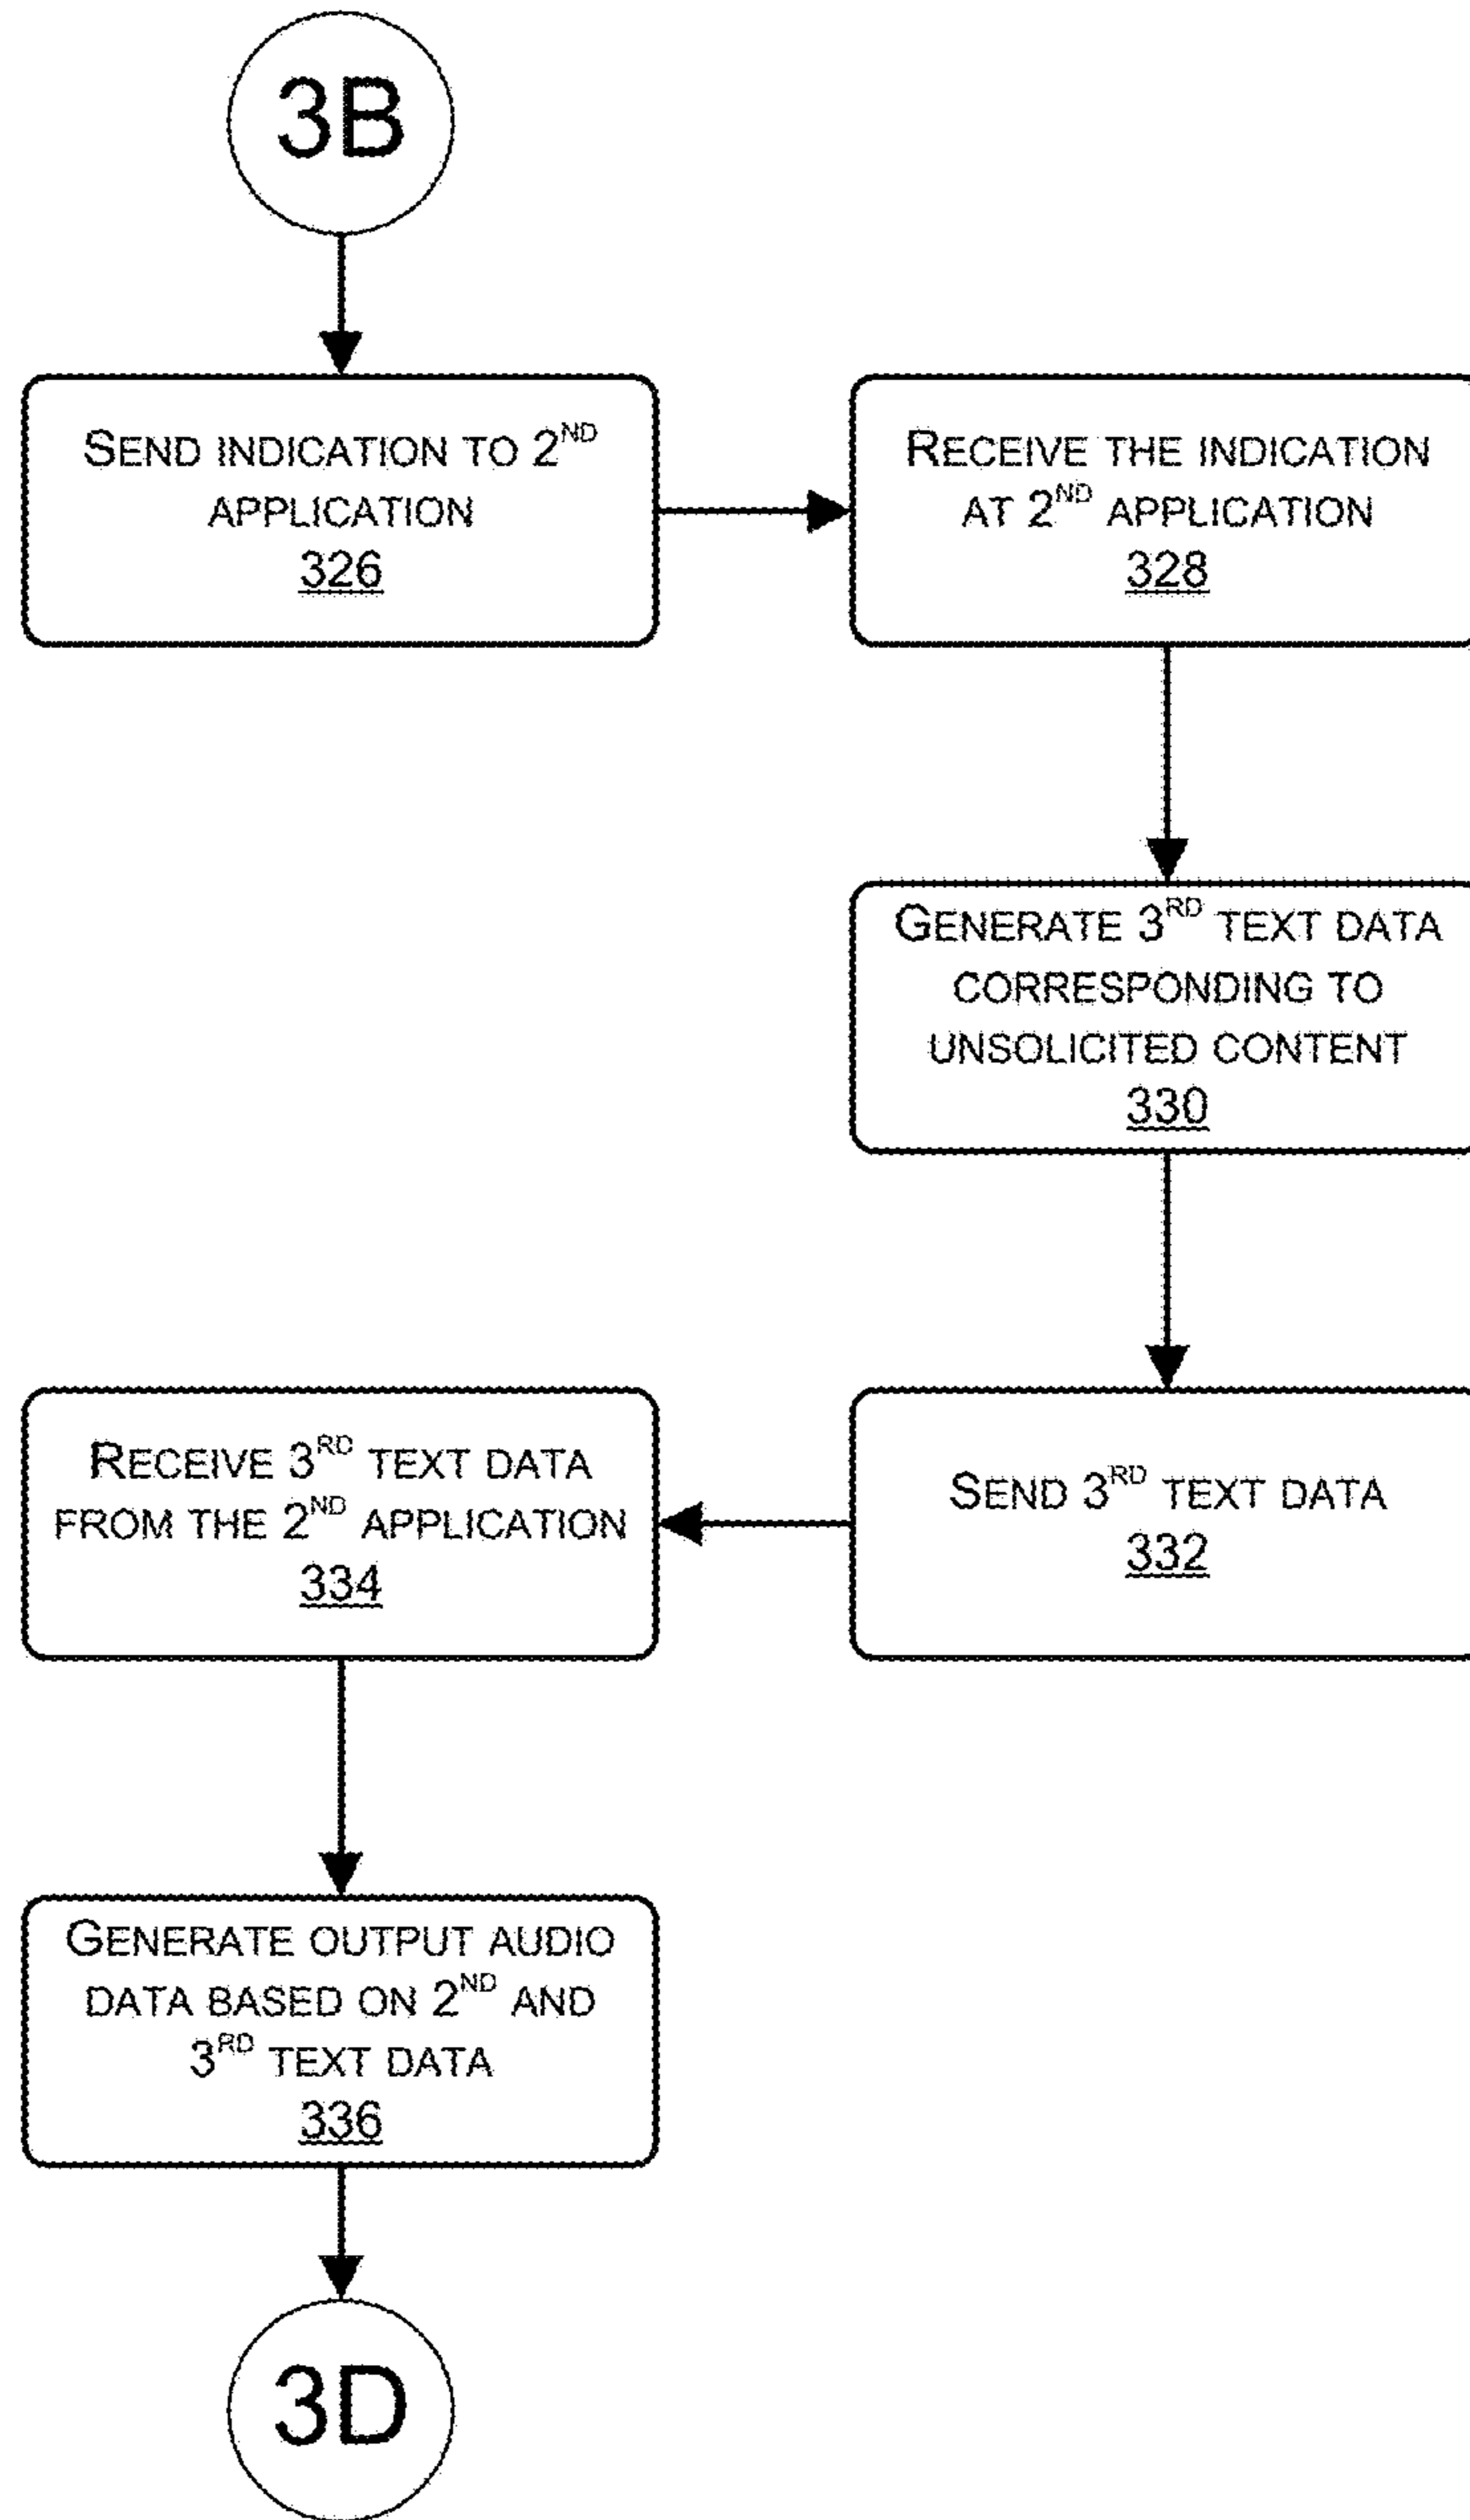 3B
SEND INDICATION TO 2ND
APPLICATION
326
RECEIVE THE INDICATION
AT 2ND APPLICATION
328
GENERATE 3RD TEXT DATA
CORRESPONDING TO
UNSOLICITED CONTENT
330
SEND 3RD TEXT DATA
332
RECEIVE 3RD TEXT DATA
FROM THE 2ND APPLICATION
334
GENERATE OUTPUT AUDIO
DATA BASED ON 2ND AND
3RD TEXT DATA
336
3D